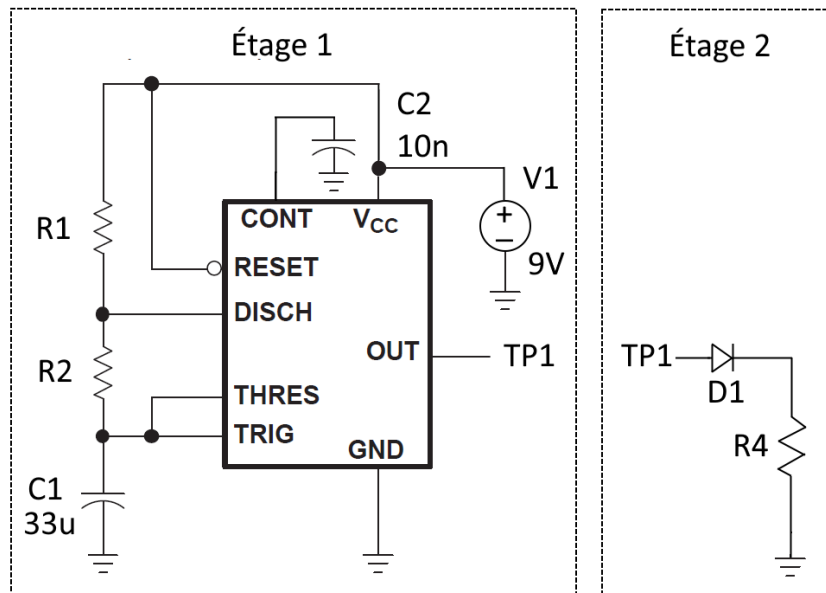 Étage 1
C2
10n
V1
9V
CONT
VCC
R1
RESET
DISCH
OUT
TP1
R2
THRES
TRIG
GND
C1
33u
Étage 2
TP1
D1
R4